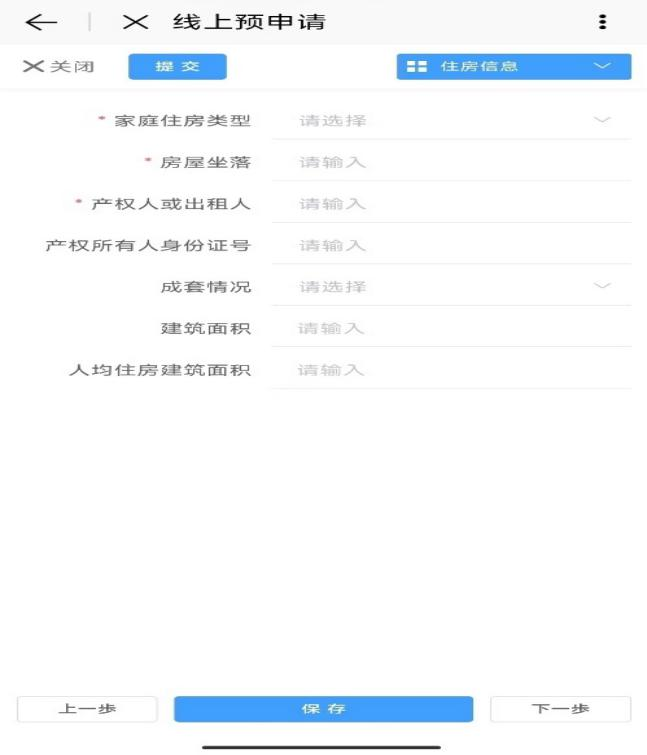 线上预申请
关闭 提交 住房信息
* 家庭住房类型 请选择
* 房屋坐落 请输入
* 产权人或出租人 请输入
产权所有人身份证号 请输入
成套情况 请选择
建筑面积 请输入
人均住房建筑面积 请输入
上一步 保存 下一步